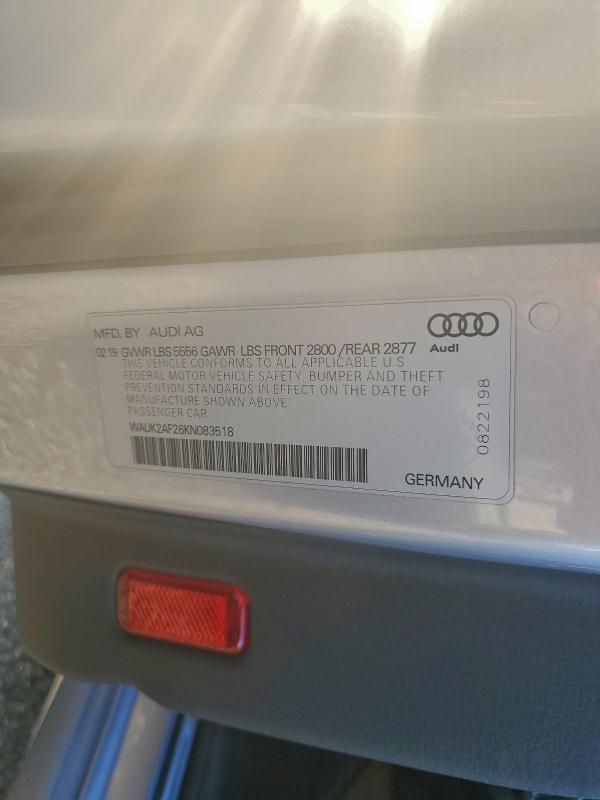 MFD. BY AUDI AG
02.19 GVWR LBS 5556 GAWR LBS FRONT 2800 /REAR 2877
Audi
THIS VEHICLE CONFORMS TO ALL APPLICABLE U.S.
FEDERAL MOTOR VEHICLE SAFETY, BUMPER AND THEFT
PREVENTION STANDARDS IN EFFECT ON THE DATE OF
MANUFACTURE SHOWN ABOVE
PASSENGER CAR
WAUK2AF26KN083518
0822198
GERMANY